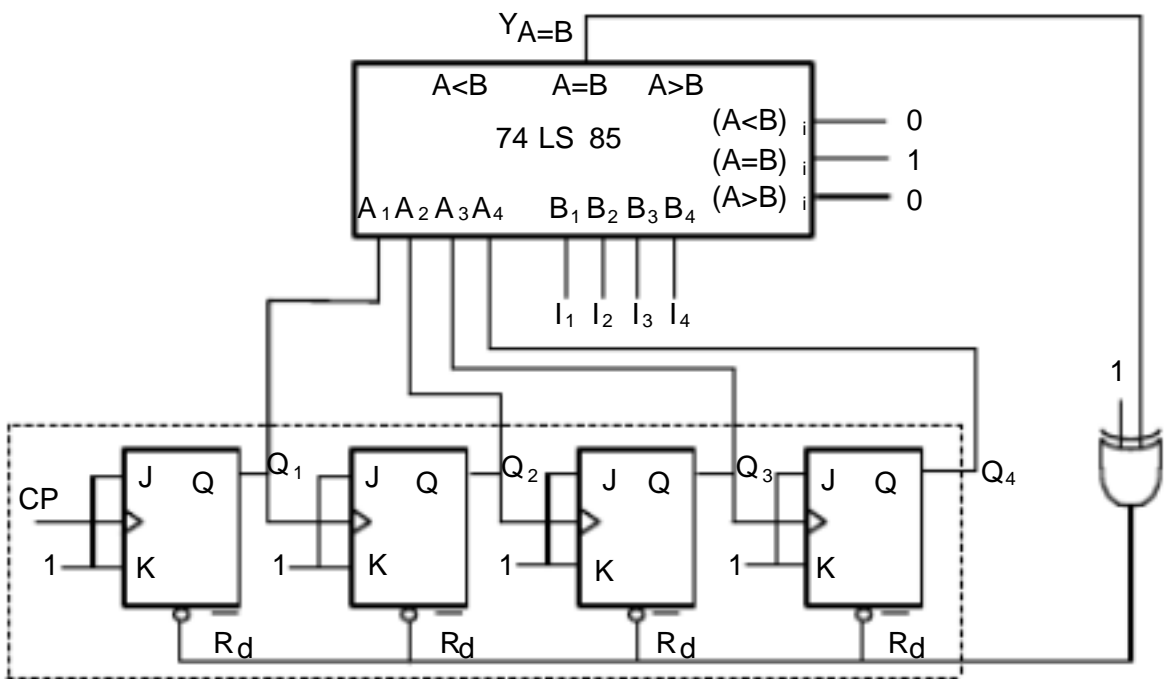 Y A=B
A<B A=B A>B
(A<B) i 0
74 LS 85
(A=B) i 1
(A>B) i 0
A1 A2 A3 A4 B1 B2 B3 B4
I1 I2 I3 I4
1
J Q Q1 J Q Q2 J Q Q3 J Q Q4
CP
1 K 1 K 1 K 1 K
Rd Rd Rd Rd